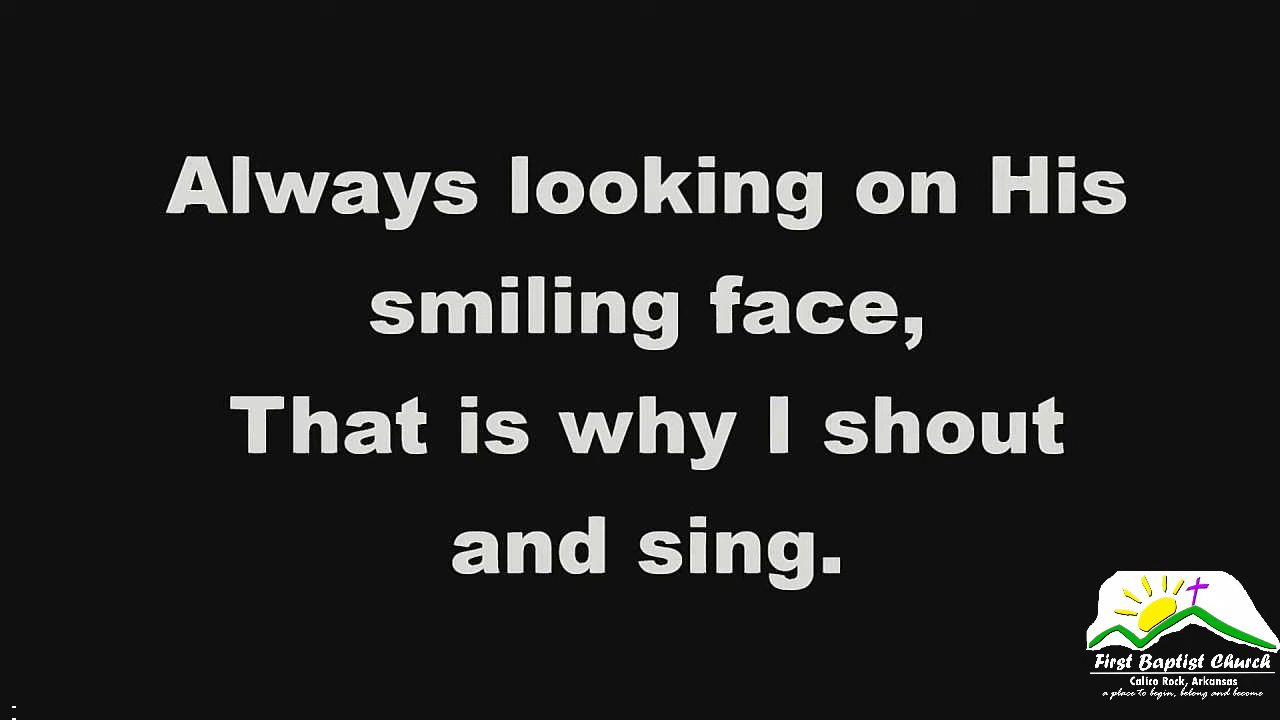 Always looking on His
smiling face,
That is why I shout
and sing.
First Baptist Church
Calico Rock, Arkansas
a place to begin, belong and become